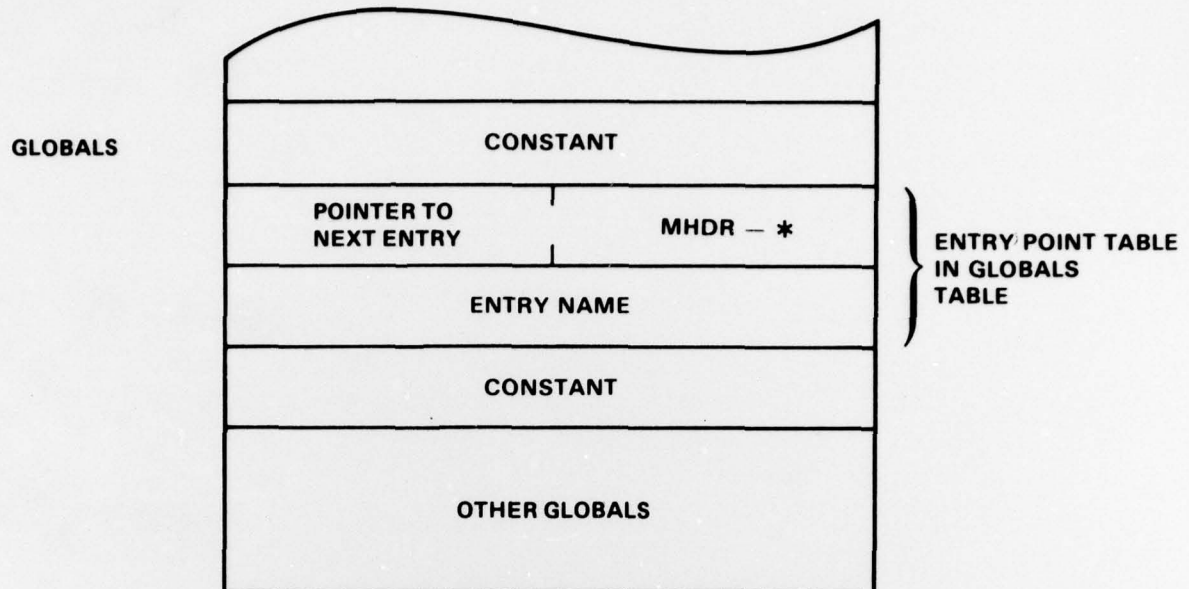 CONSTANT
GLOBALS
POINTER TO
NEXT ENTRY
MHDR — *
ENTRY POINT TABLE
IN GLOBALS
TABLE
ENTRY NAME
CONSTANT
OTHER GLOBALS